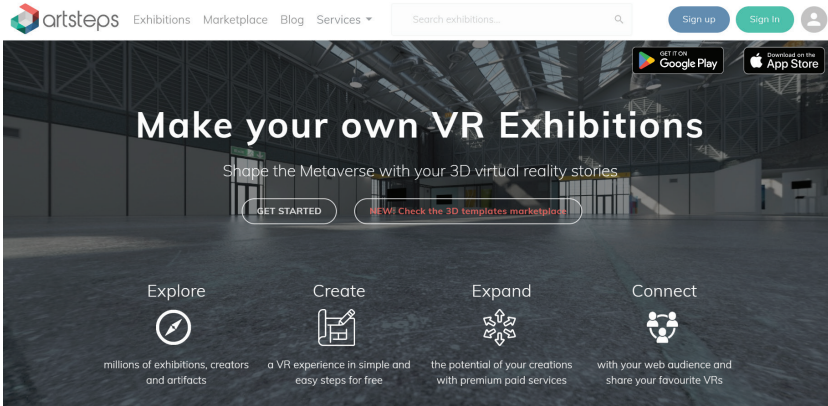 artsteps
Exhibitions Marketplace Blog Services
Search exhibitions...
Sign up
Sign In
GET IT ON
Google Play
Download on the
App Store
Make your own VR Exhibitions
Shape the Metaverse with your 3D virtual reality stories
GET STARTED
NEW! Check the 3D templates marketplace
Explore
millions of exhibitions, creators
and artifacts
Create
a VR experience in simple and
easy steps for free
Expand
the potential of your creations
with premium paid services
Connect
with your web audience and
share your favourite VRs